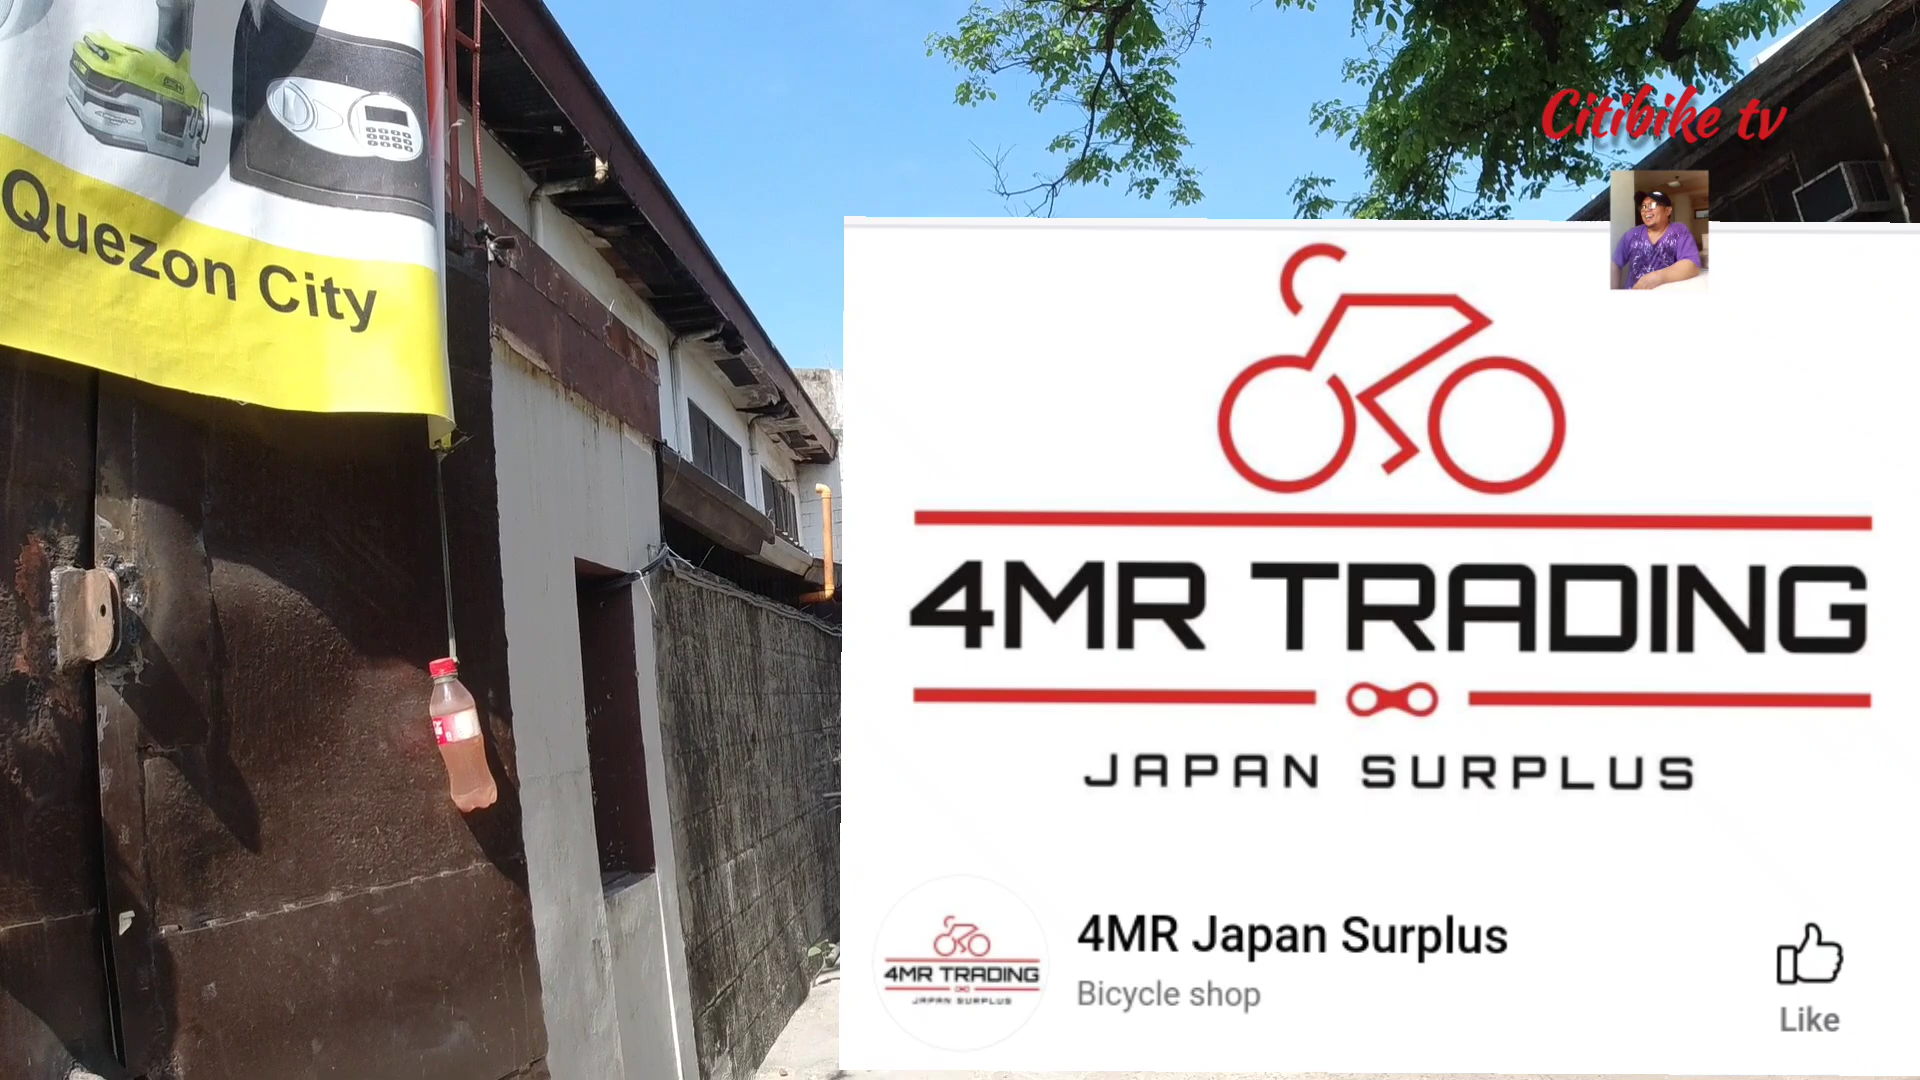 Quezon City
Citibike tv
4MR TRADING
JAPAN SURPLUS
4MR TRADING
JAPAN SURPLUS
4MR Japan Surplus
Bicycle shop
Like